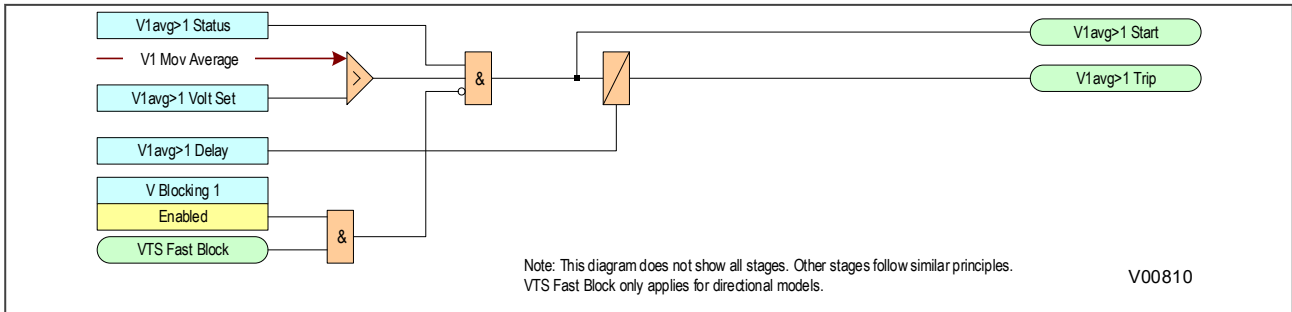 V1avg>1 Status
V1avg>1 Start
V1 Mov Average
>
&
V1avg>1 Trip
V1avg>1 Volt Set
V1avg>1 Delay
V Blocking 1
Enabled
&
VTS Fast Block
Note: This diagram does not show all stages. Other stages follow similar principles.
VTS Fast Block only applies for directional models.
V00810